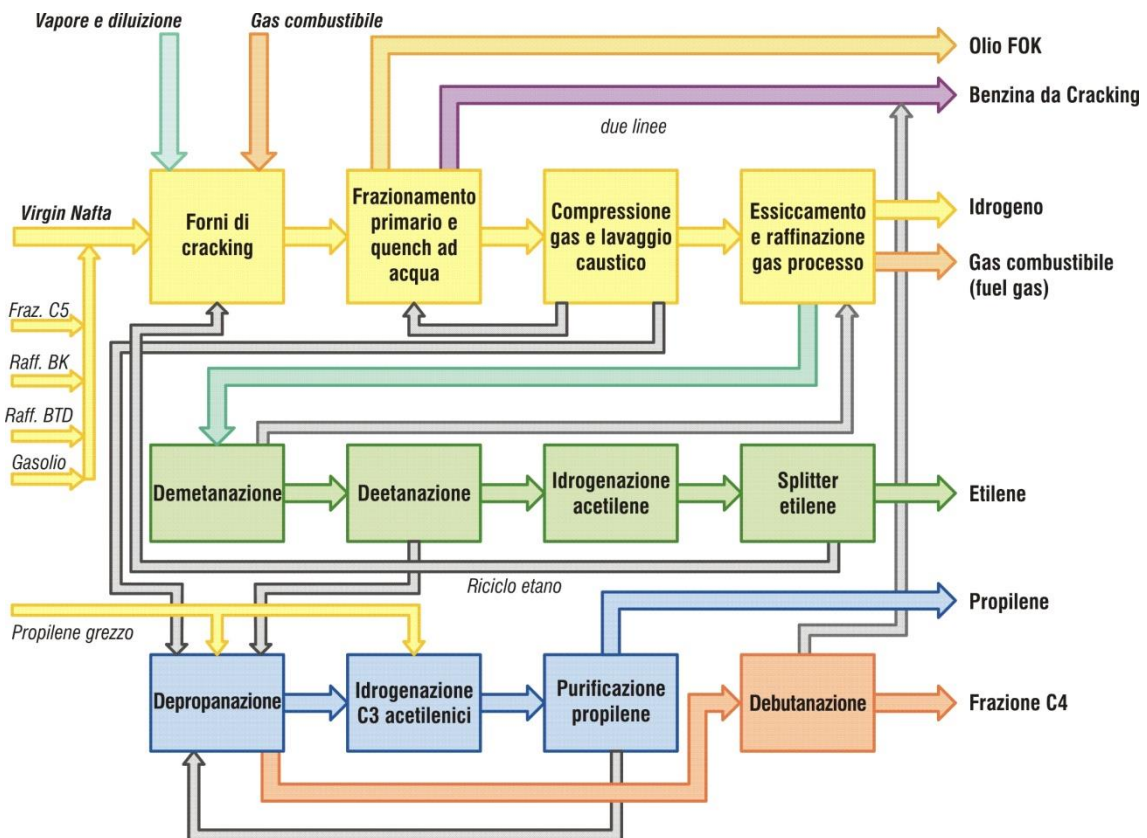 Vapore e diluizione
Gas combustibile
Olio FOK
Benzina da Cracking
due linee
Virgin Nafta
Forni di
cracking
Frazionamento
primario e
quench ad
acqua
Compressione
gas e lavaggio
caustico
Essiccamento
e raffinazione
gas processo
Idrogeno
Gas combustibile
(fuel gas)
Fraz. C5
Raff. BK
Raff. BTD
Gasolio
Demetanazione
Deetanazione
Idrogenazione
acetilene
Splitter
etilene
Etilene
Riciclo etano
Propilene grezzo
Propilene
Depropanazione
Idrogenazione
C3 acetilenici
Purificazione
propilene
Debutanazione
Frazione C4